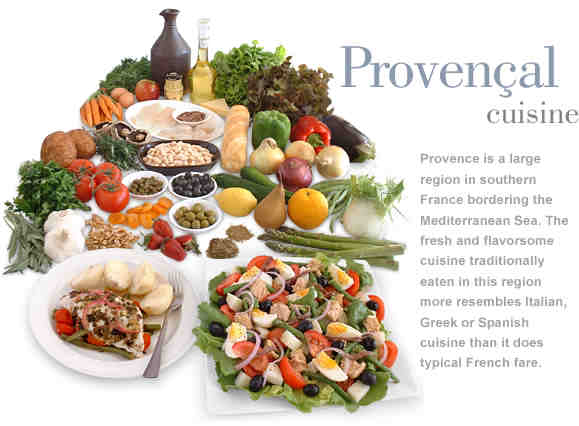 Provençal
cuisine
Provence is a large
region in southern
France bordering the
Mediterranean Sea. The
fresh and flavorsome
cuisine traditionally
eaten in this region
more resembles Italian,
Greek or Spanish
cuisine than it does
typical French fare.